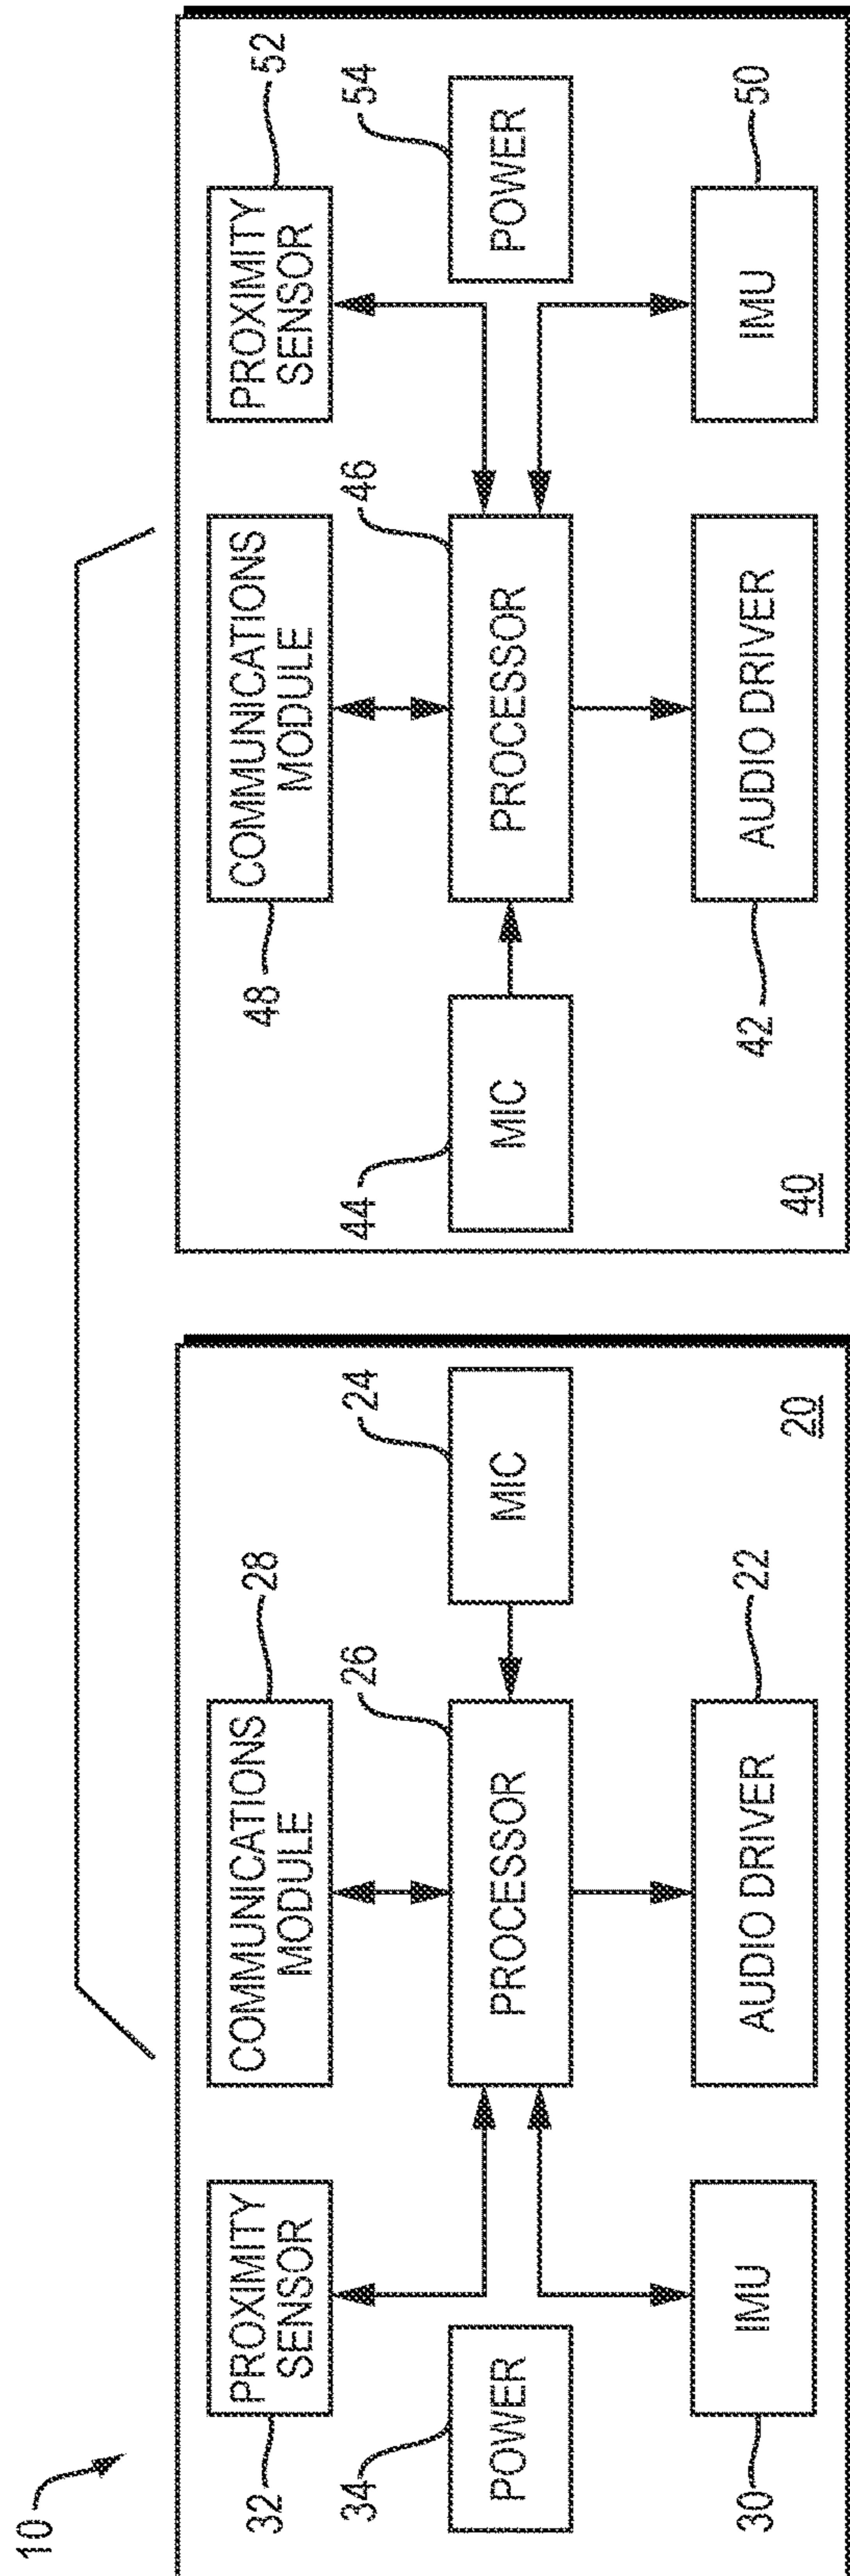 10
32
PROXIMITY
SENSOR
COMMUNICATIONS
MODULE
28
34
POWER
26
PROCESSOR
24
MIC
30
IMU
AUDIO DRIVER
22
20
48
COMMUNICATIONS
MODULE
PROXIMITY
SENSOR
52
44
MIC
46
PROCESSOR
54
POWER
42
AUDIO DRIVER
IMU
50
40